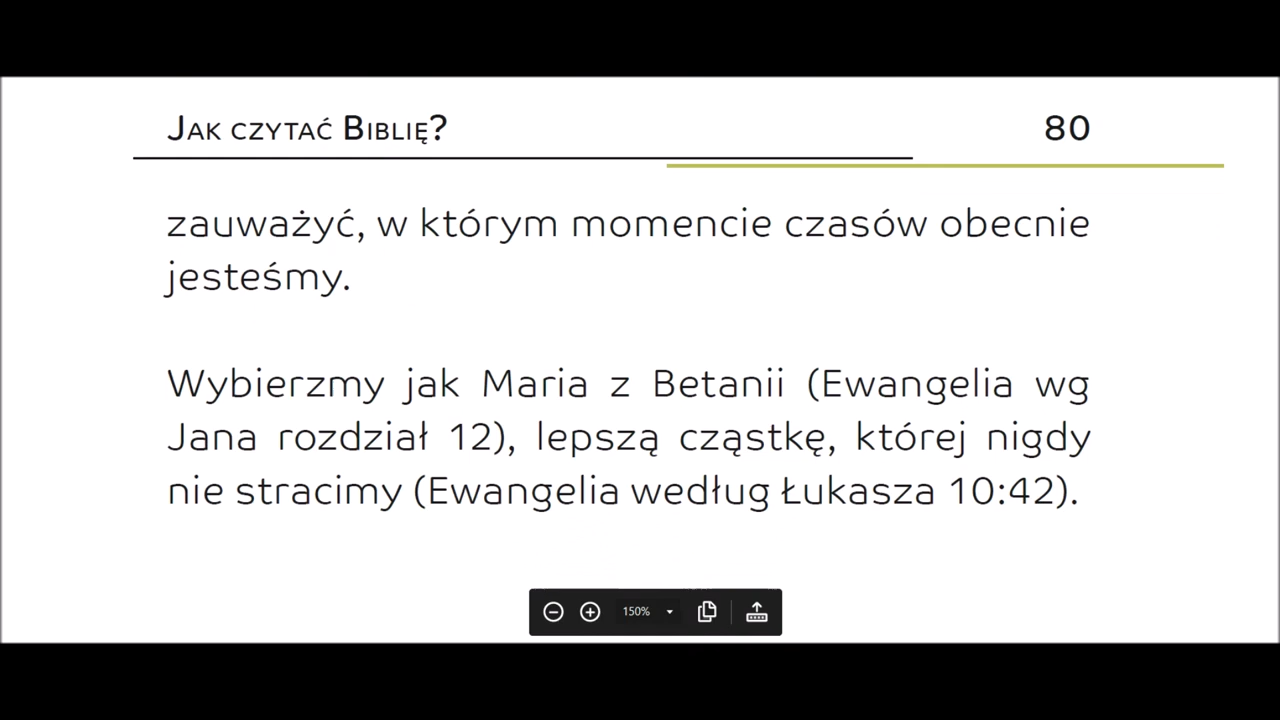 Jak czytać Biblię? 80
zauważyć, w którym momencie czasów obecnie
jesteśmy.
Wybierzmy jak Maria z Betanii (Ewangelia wg
Jana rozdział 12), lepszą cząstkę, której nigdy
nie stracimy (Ewangelia według Łukasza 10:42).
150%